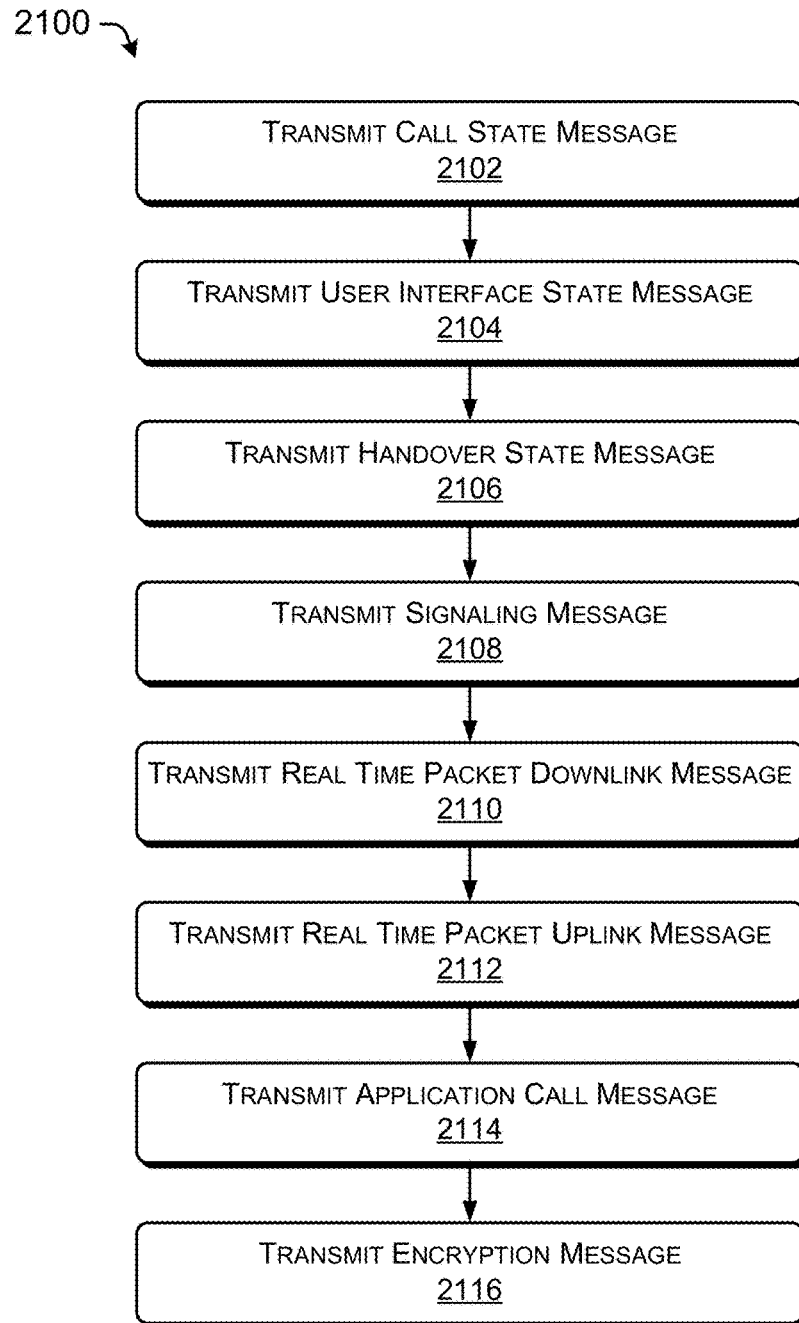 2100
TRANSMIT CALL STATE MESSAGE
2102
TRANSMIT USER INTERFACE STATE MESSAGE
2104
TRANSMIT HANDOVER STATE MESSAGE
2106
TRANSMIT SIGNALING MESSAGE
2108
TRANSMIT REAL TIME PACKET DOWNLINK MESSAGE
2110
TRANSMIT REAL TIME PACKET UPLINK MESSAGE
2112
TRANSMIT APPLICATION CALL MESSAGE
2114
TRANSMIT ENCRYPTION MESSAGE
2116